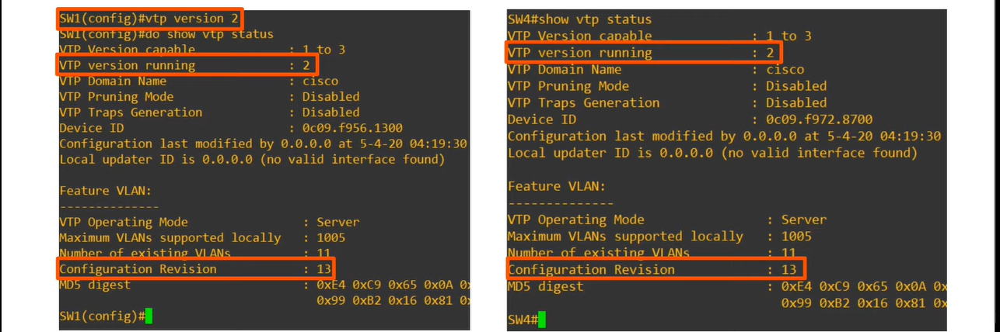 SW1(config)#vtp version 2
SW1(config)#do show vtp status
VTP Version capable : 1 to 3
VTP version running : 2
VTP Domain Name : cisco
VTP Pruning Mode : Disabled
VTP Traps Generation : Disabled
Device ID : 0c09.f956.1300
Configuration last modified by 0.0.0.0 at 5-4-20 04:19:30
Local updater ID is 0.0.0.0 (no valid interface found)
Feature VLAN:
--------------
VTP Operating Mode : Server
Maximum VLANs supported locally : 1005
Number of existing VLANs : 11
Configuration Revision : 13
MD5 digest : 0xE4 0xC9 0x65 0x0A 0x
0x99 0xB2 0x16 0x81 0x
SW1(config)#
SW4#show vtp status
VTP Version capable : 1 to 3
VTP version running : 2
VTP Domain Name : cisco
VTP Pruning Mode : Disabled
VTP Traps Generation : Disabled
Device ID : 0c09.f972.8700
Configuration last modified by 0.0.0.0 at 5-4-20 04:19:30
Local updater ID is 0.0.0.0 (no valid interface found)
Feature VLAN:
--------------
VTP Operating Mode : Server
Maximum VLANs supported locally : 1005
Number of existing VLANs : 11
Configuration Revision : 13
MD5 digest : 0xE4 0xC9 0x65 0x0A 0x
0x99 0xB2 0x16 0x81 0x
SW4#